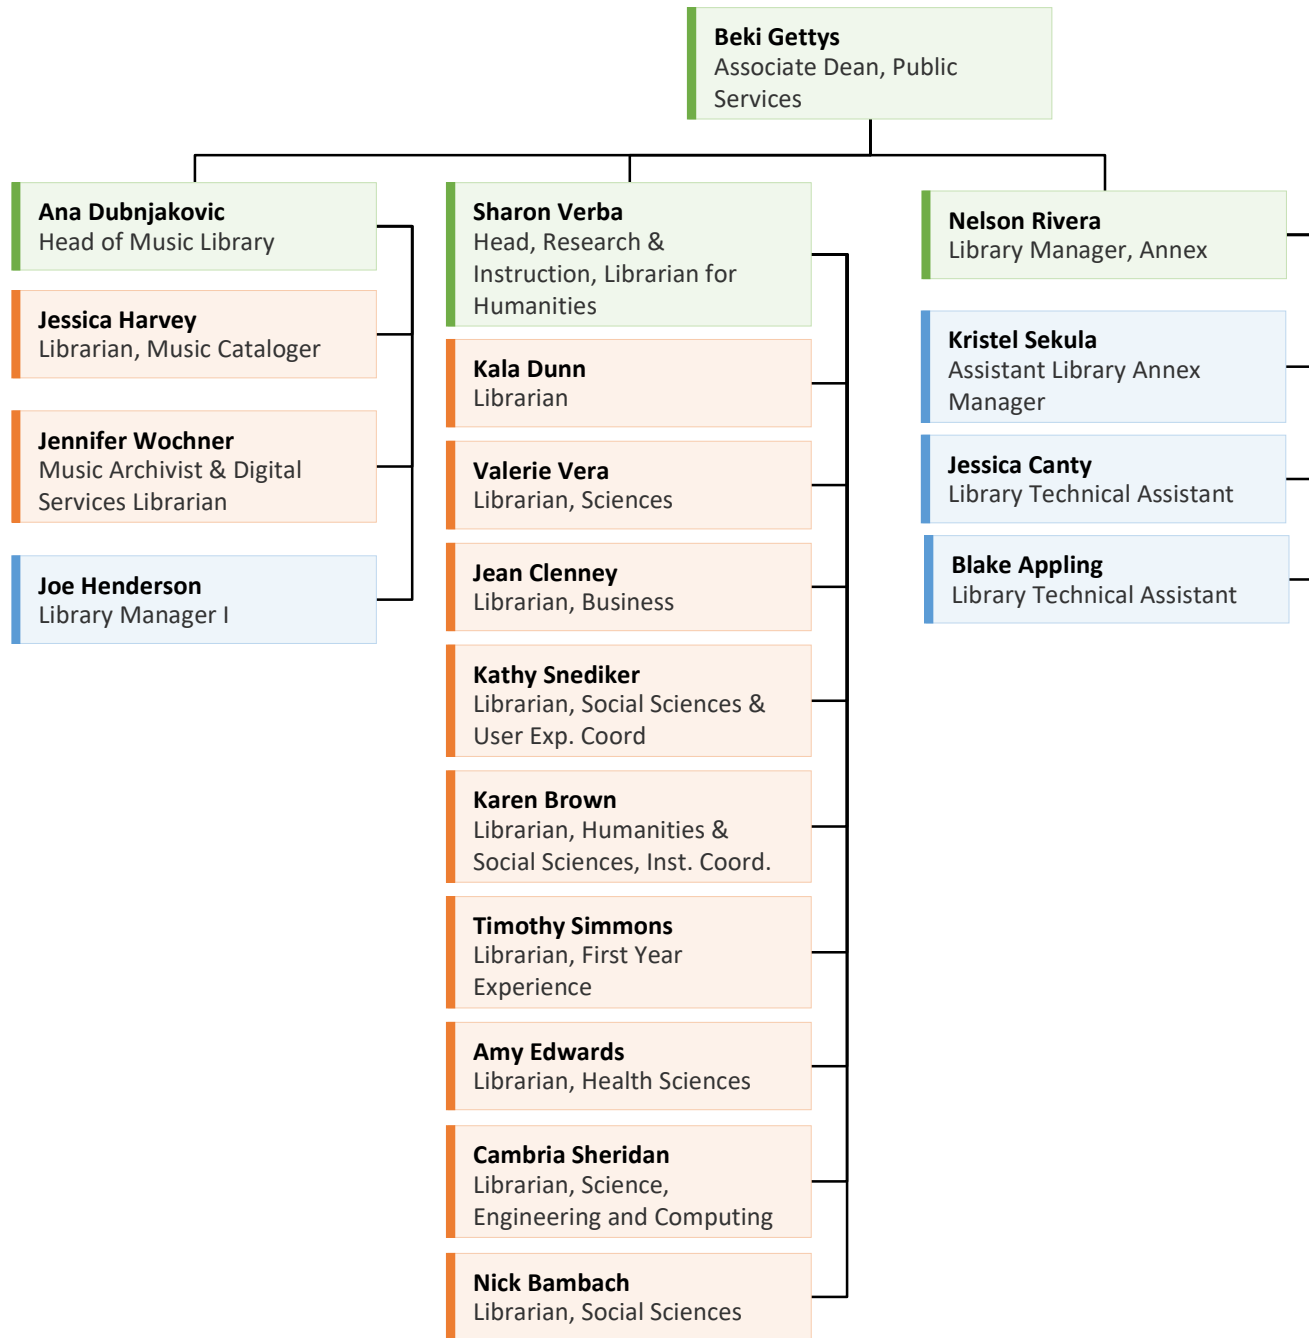 Beki Gettys
Associate Dean, Public
Services
Ana Dubnjakovic
Head of Music Library
Jessica Harvey
Librarian, Music Cataloger
Jennifer Wochner
Music Archivist & Digital
Services Librarian
Joe Henderson
Library Manager I
Sharon Verba
Head, Research &
Instruction, Librarian for
Humanities
Kala Dunn
Librarian
Valerie Vera
Librarian, Sciences
Jean Clenney
Librarian, Business
Kathy Snediker
Librarian, Social Sciences &
User Exp. Coord
Karen Brown
Librarian, Humanities &
Social Sciences, Inst. Coord.
Timothy Simmons
Librarian, First Year
Experience
Amy Edwards
Librarian, Health Sciences
Cambria Sheridan
Librarian, Science,
Engineering and Computing
Nick Bambach
Librarian, Social Sciences
Nelson Rivera
Library Manager, Annex
Kristel Sekula
Assistant Library Annex
Manager
Jessica Canty
Library Technical Assistant
Blake Appling
Library Technical Assistant